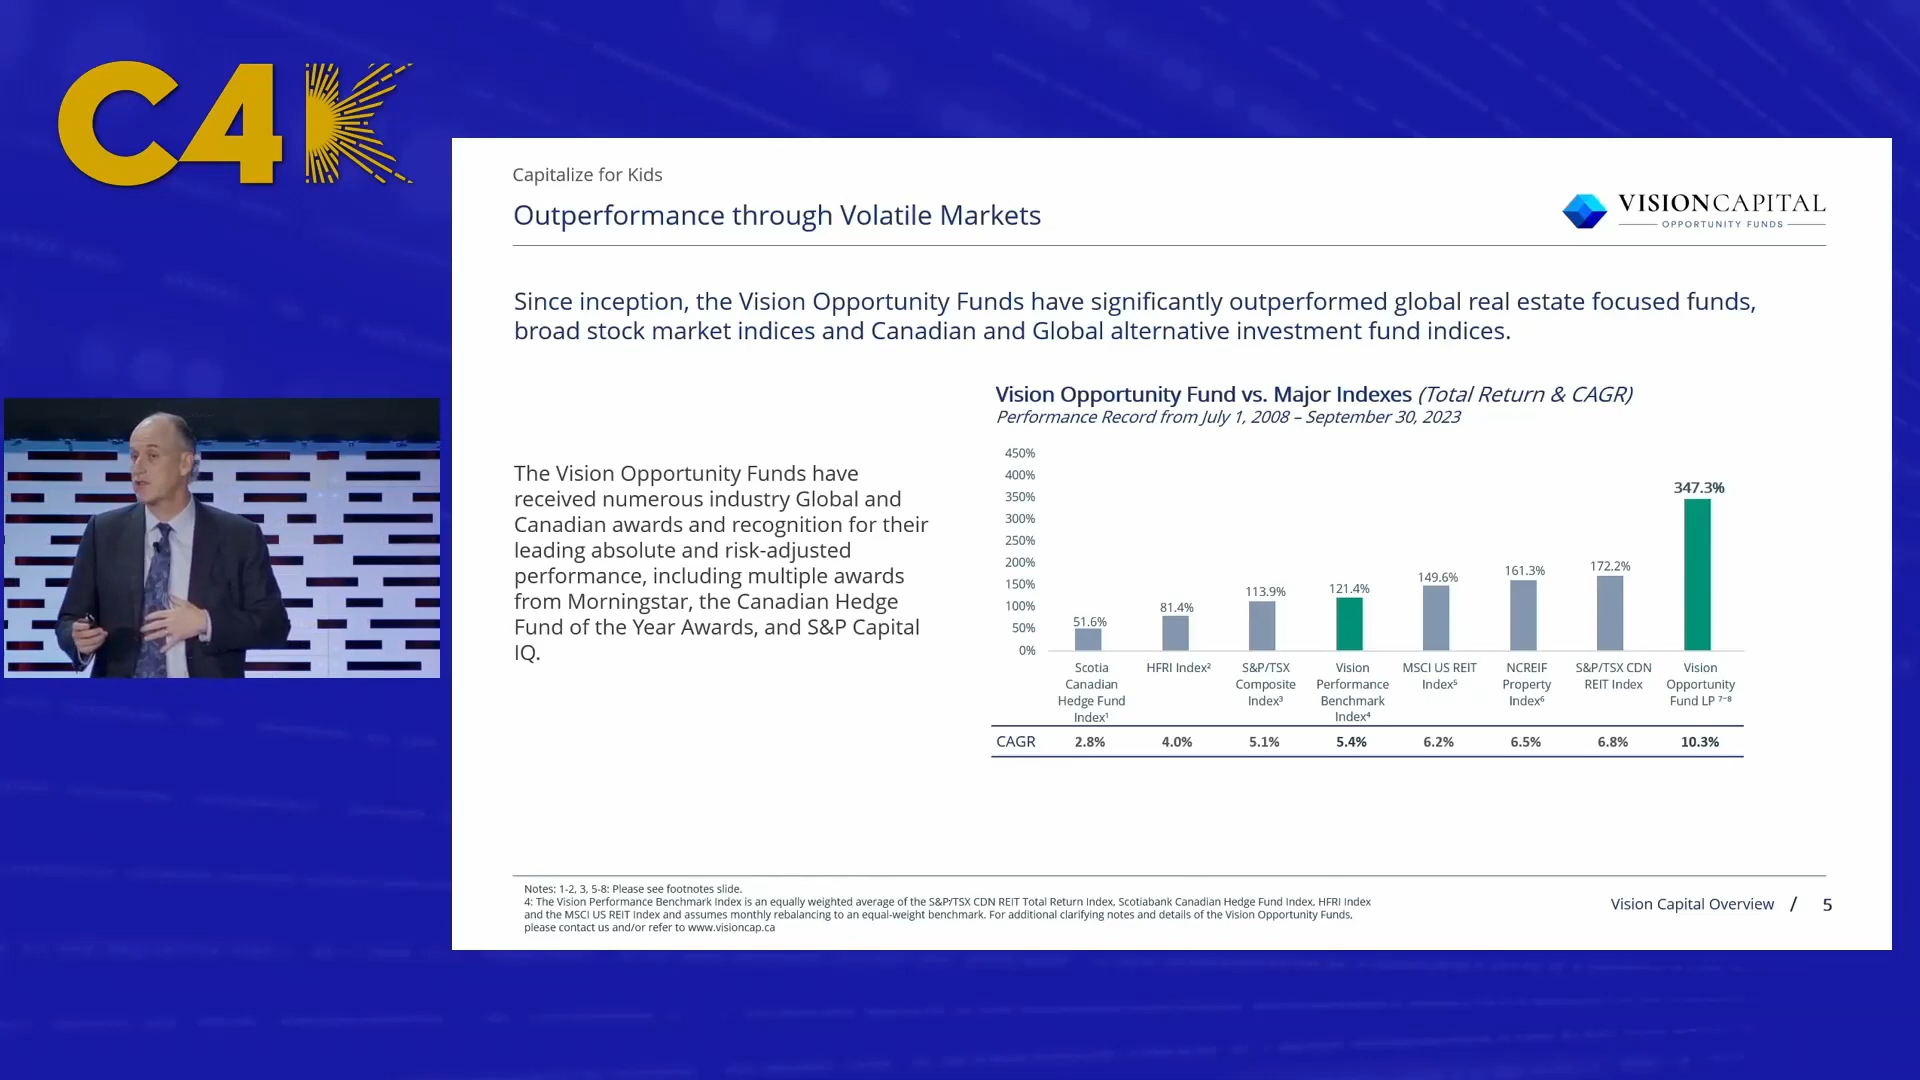 C4K
Capitalize for Kids
Outperformance through Volatile Markets
VISIONCAPITAL
OPPORTUNITY FUNDS
Since inception, the Vision Opportunity Funds have significantly outperformed global real estate focused funds,
broad stock market indices and Canadian and Global alternative investment fund indices.
The Vision Opportunity Funds have
received numerous industry Global and
Canadian awards and recognition for their
leading absolute and risk-adjusted
performance, including multiple awards
from Morningstar, the Canadian Hedge
Fund of the Year Awards, and S&P Capital
IQ.
Vision Opportunity Fund vs. Major Indexes (Total Return & CAGR)
Performance Record from July 1, 2008 – September 30, 2023
450%
400%
350%
300%
250%
200%
150%
100%
50%
0%
51.6%
81.4%
113.9%
121.4%
149.6%
161.3%
172.2%
347.3%
Scotia
Canadian
Hedge Fund
Index¹
HFRI Index²
S&P/TSX
Composite
Index³
Vision
Performance
Benchmark
Index⁴
MSCI US REIT
Index⁵
NCREIF
Property
Index⁶
S&P/TSX CDN
REIT Index
Vision
Opportunity
Fund LP ⁷⁻⁸
CAGR 2.8% 4.0% 5.1% 5.4% 6.2% 6.5% 6.8% 10.3%
Notes: 1-2, 3, 5-8: Please see footnotes slide.
4: The Vision Performance Benchmark Index is an equally weighted average of the S&P/TSX CDN REIT Total Return Index, Scotiabank Canadian Hedge Fund Index, HFRI Index
and the MSCI US REIT Index and assumes monthly rebalancing to an equal-weight benchmark. For additional clarifying notes and details of the Vision Opportunity Funds,
please contact us and/or refer to www.visioncap.ca
Vision Capital Overview / 5